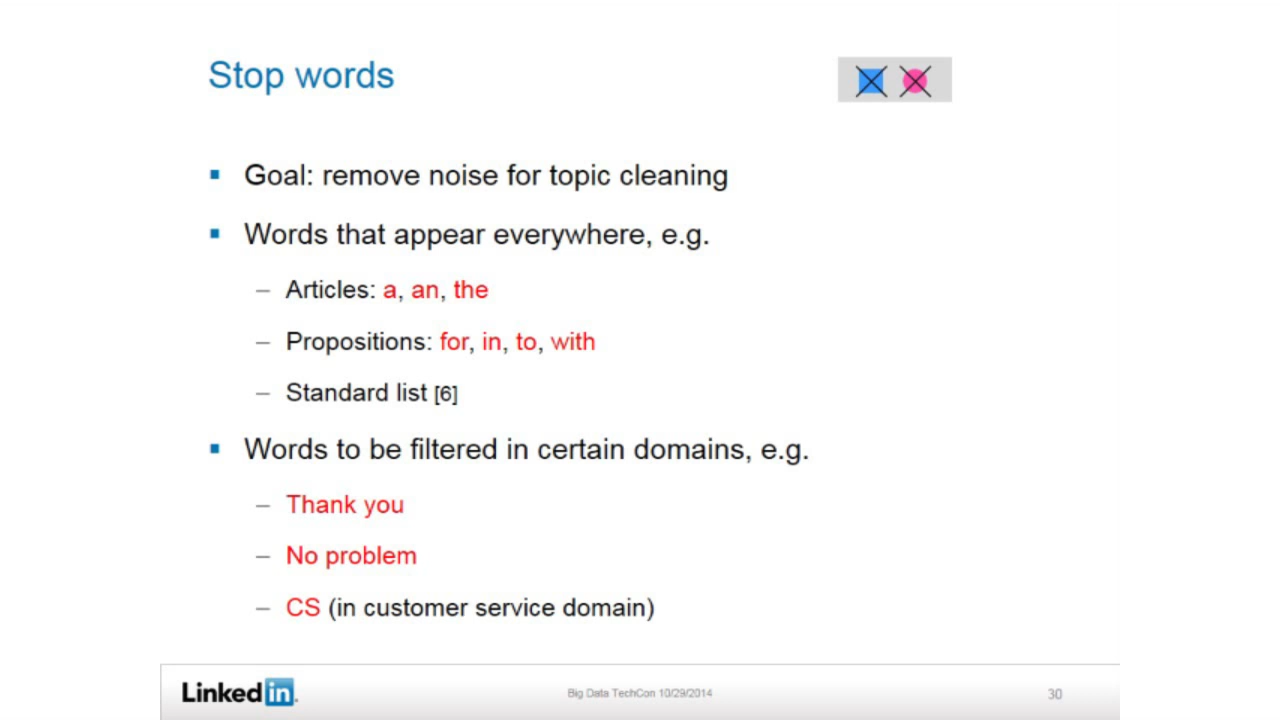 Stop words
Goal: remove noise for topic cleaning
Words that appear everywhere, e.g.
– Articles: a, an, the
– Propositions: for, in, to, with
– Standard list [6]
Words to be filtered in certain domains, e.g.
– Thank you
– No problem
– CS (in customer service domain)
Linkedin. Big Data TechCon 10/29/2014 30